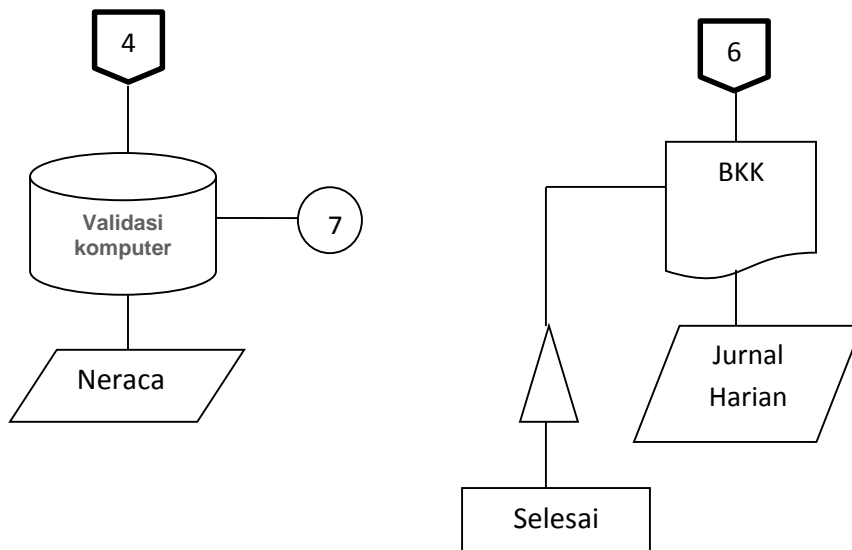 4
Validasi
komputer
7
Neraca
6
BKK
Jurnal
Harian
Selesai